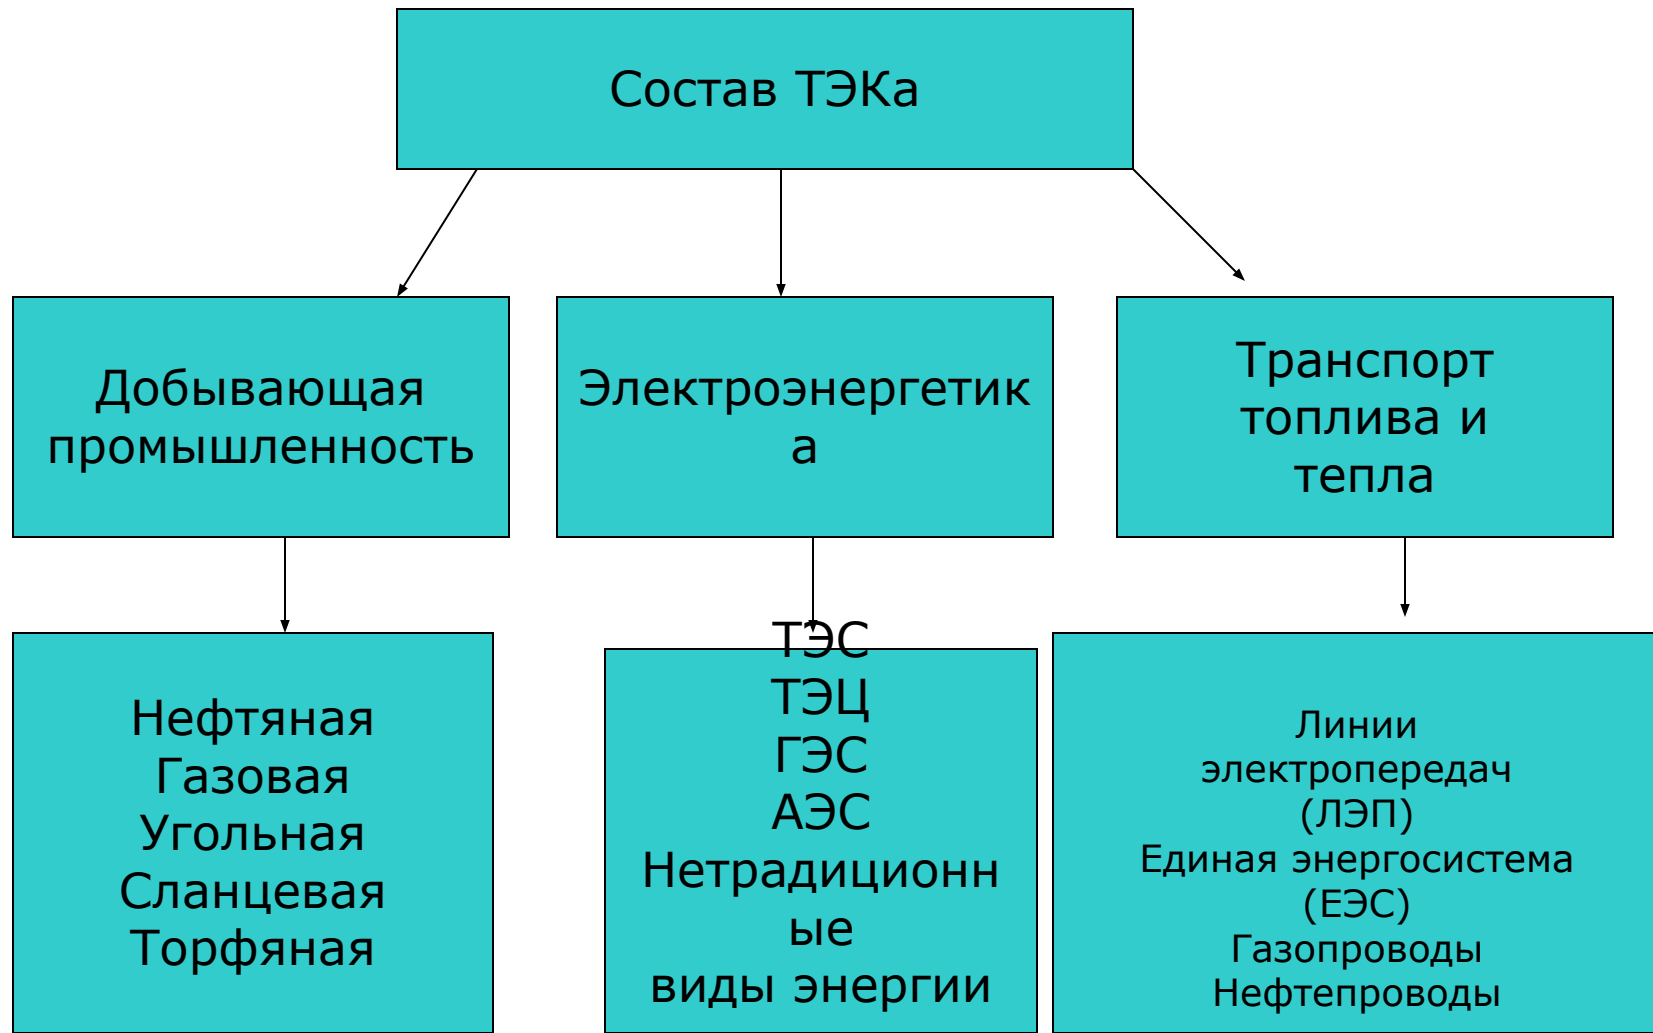 Состав ТЭКа
Добывающая
промышленность
Электроэнергетик
а
Транспорт
топлива и
тепла
Нефтяная
Газовая
Угольная
Сланцевая
Торфяная
ТЭС
ТЭЦ
ГЭС
АЭС
Нетрадиционн
ые
виды энергии
Линии
электропередач
(ЛЭП)
Единая энергосистема
(ЕЭС)
Газопроводы
Нефтепроводы